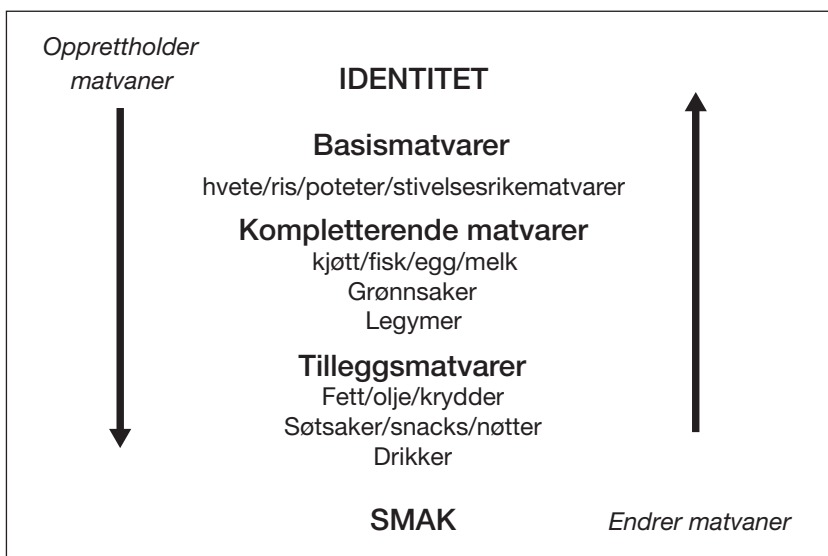 Opprettholder
matvaner
IDENTITET
Basismatvarer
hvete/ris/poteter/stivelsesrikematvarer
Kompletterende matvarer
kjøtt/fisk/egg/melk
Grønnsaker
Legymer
Tilleggsmatvarer
Fett/olje/krydder
Søtsaker/snacks/nøtter
Drikker
SMAK
Endrer matvaner